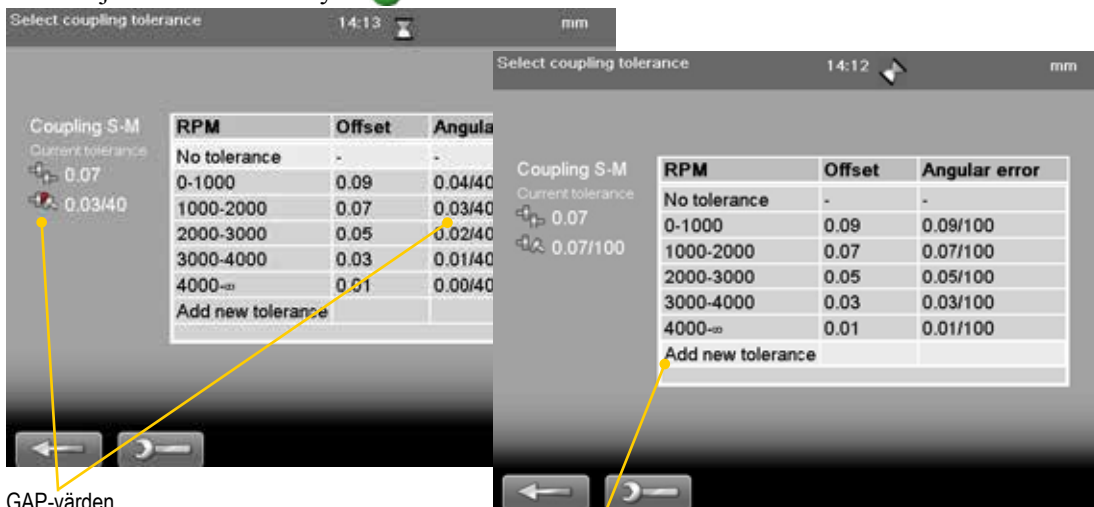 Select coupling tolerance 14:13 mm
Coupling S-M
Current tolerance
0.07
0.03/40
RPM Offset Angula
No tolerance - -
0-1000 0.09 0.04/40
1000-2000 0.07 0.03/40
2000-3000 0.05 0.02/40
3000-4000 0.03 0.01/40
4000-∞ 0.01 0.00/40
Add new tolerance
GAP-värden
Select coupling tolerance 14:12 mm
Coupling S-M
Current tolerance
0.07
0.07/100
RPM Offset Angular error
No tolerance - -
0-1000 0.09 0.09/100
1000-2000 0.07 0.07/100
2000-3000 0.05 0.05/100
3000-4000 0.03 0.03/100
4000-∞ 0.01 0.01/100
Add new tolerance